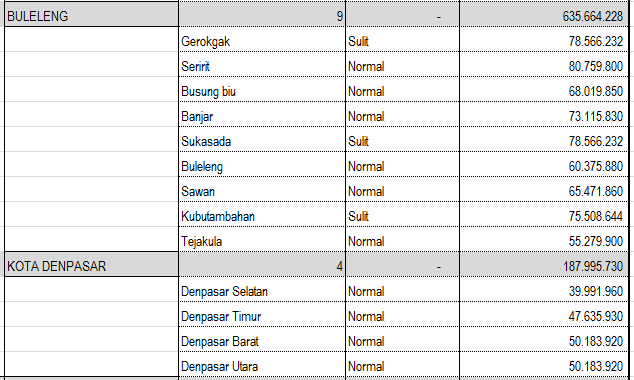 BULELENG 9 - 635.664.228
Gerokgak Sulit 78.566.232
Seririt Normal 80.759.800
Busung biu Normal 68.019.850
Banjar Normal 73.115.830
Sukasada Sulit 78.566.232
Buleleng Normal 60.375.880
Sawan Normal 65.471.860
Kubutambahan Sulit 75.508.644
Tejakula Normal 55.279.900
KOTA DENPASAR 4 - 187.995.730
Denpasar Selatan Normal 39.991.960
Denpasar Timur Normal 47.635.930
Denpasar Barat Normal 50.183.920
Denpasar Utara Normal 50.183.920